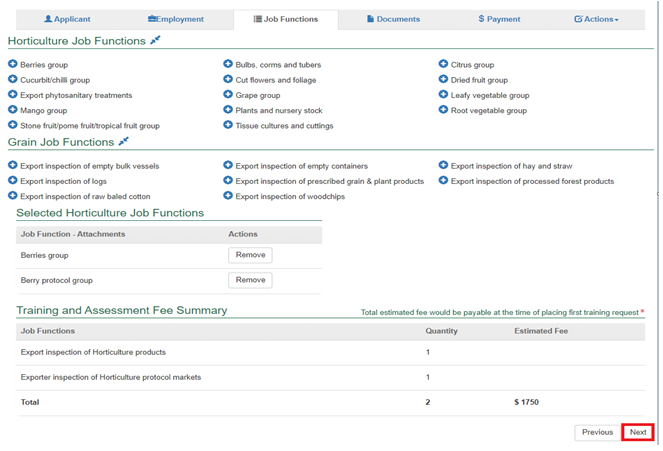 Applicant Employment Job Functions Documents $ Payment Actions
Horticulture Job Functions
Berries group Bulbs, corms and tubers Citrus group
Cucurbit/chilli group Cut flowers and foliage Dried fruit group
Export phytosanitary treatments Grape group Leafy vegetable group
Mango group Plants and nursery stock Root vegetable group
Stone fruit/pome fruit/tropical fruit group Tissue cultures and cuttings
Grain Job Functions
Export inspection of empty bulk vessels Export inspection of empty containers Export inspection of hay and straw
Export inspection of logs Export inspection of prescribed grain & plant products Export inspection of processed forest products
Export inspection of raw baled cotton Export inspection of woodchips
Selected Horticulture Job Functions
Job Function - Attachments Actions
Berries group Remove
Berry protocol group Remove
Training and Assessment Fee Summary Total estimated fee would be payable at the time of placing first training request *
Job Functions Quantity Estimated Fee
Export inspection of Horticulture products 1
Exporter inspection of Horticulture protocol markets 1
Total 2 $ 1750
Previous Next